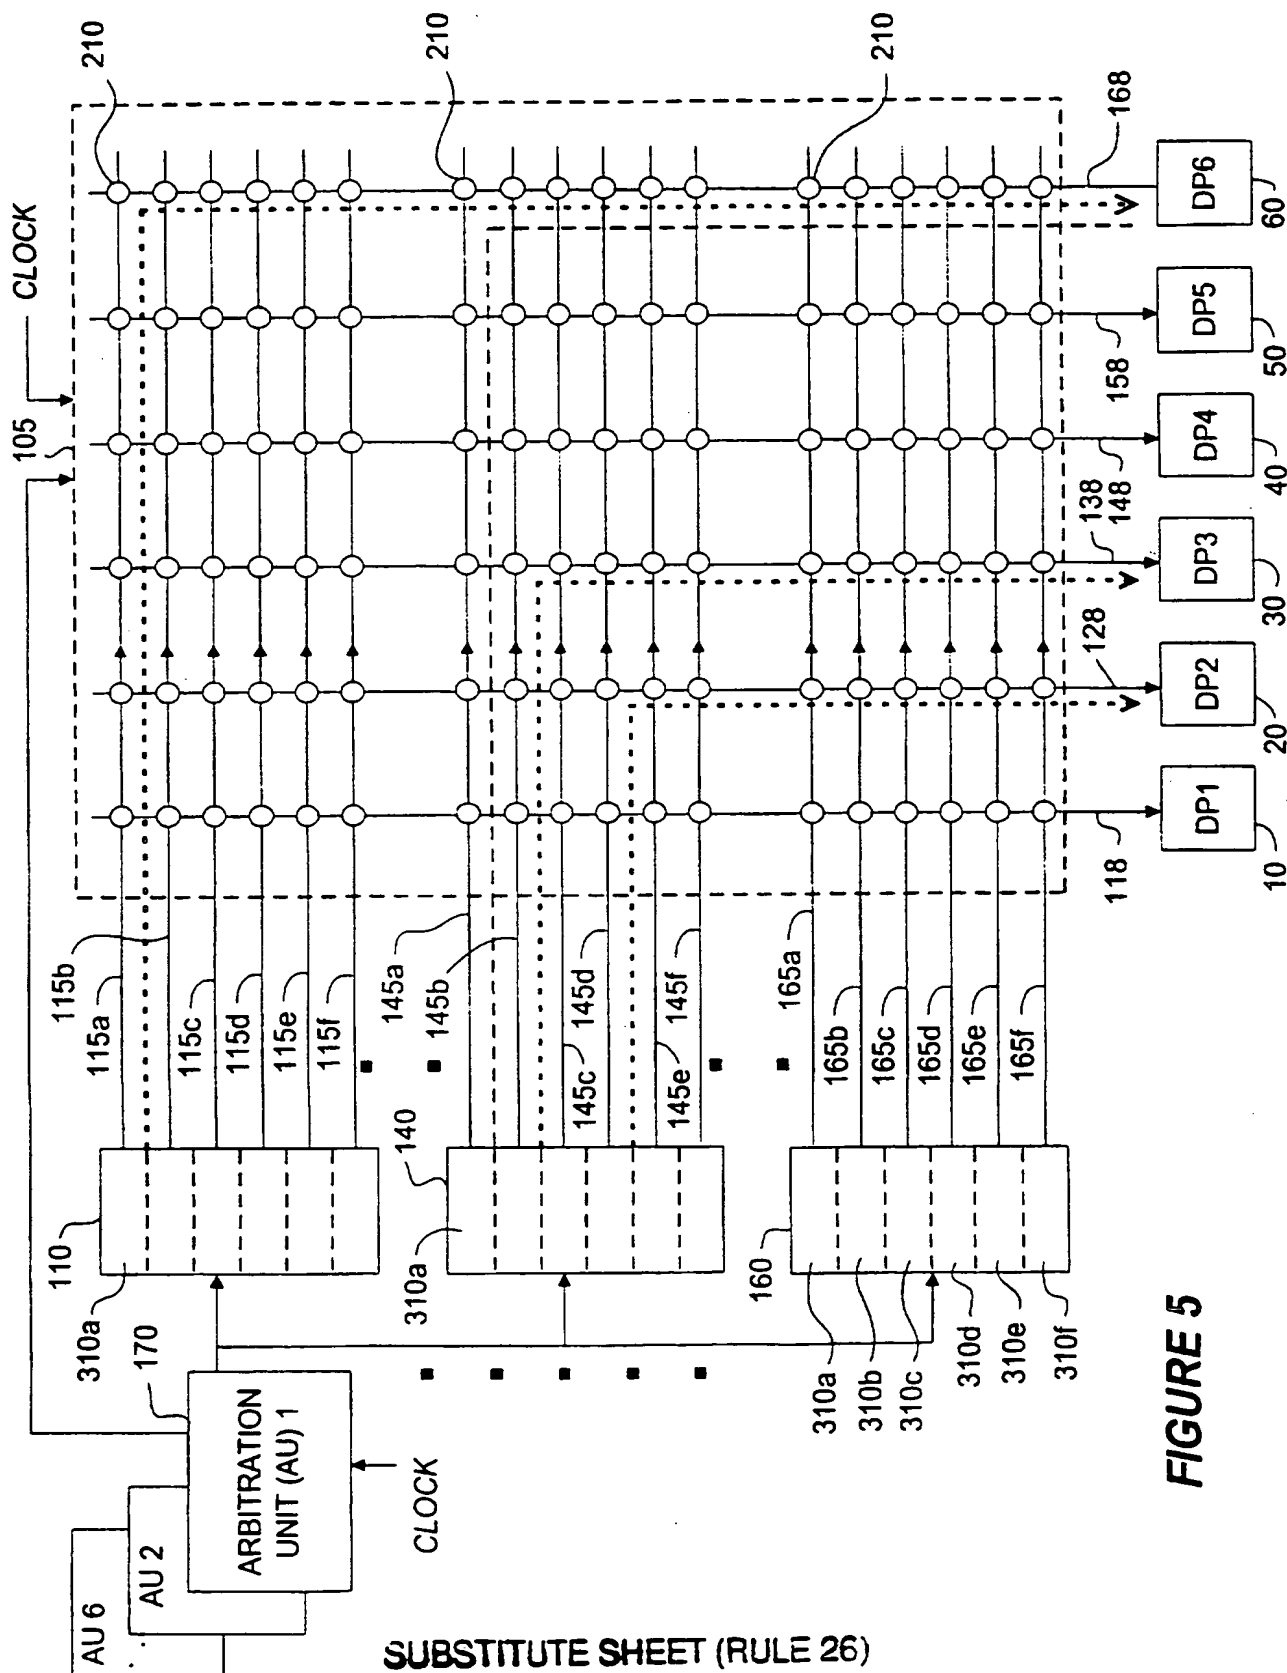 AU 6
AU 2
ARBITRATION
UNIT (AU) 1
170
CLOCK
CLOCK
105
110
310a
115a
115b
115c
115d
115e
115f
140
310a
145a
145b
145c
145d
145e
145f
160
310a
310b
310c
310d
310e
310f
165a
165b
165c
165d
165e
165f
210
210
210
118
128
138
148
158
168
DP1
DP2
DP3
DP4
DP5
DP6
10
20
30
40
50
60
FIGURE 5
SUBSTITUTE SHEET (RULE 26)